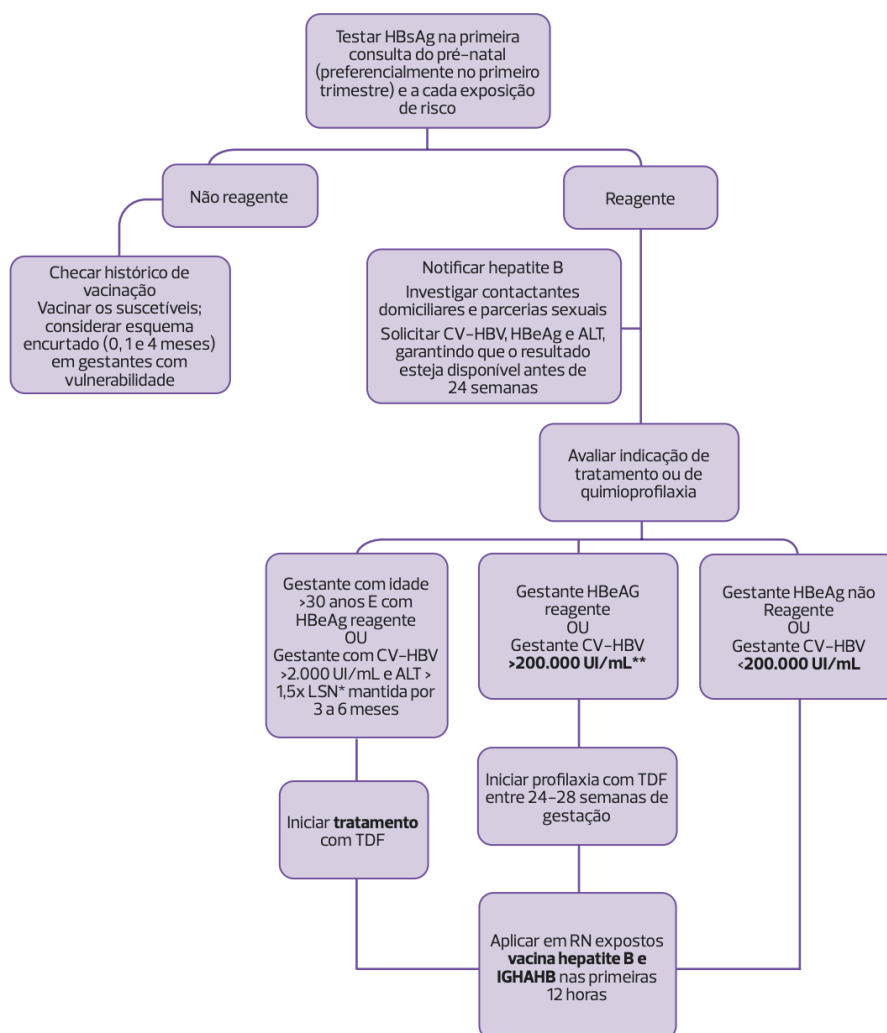 Testar HBsAg na primeira
consulta do pré-natal
(preferencialmente no primeiro
trimestre) e a cada exposição
de risco
Não reagente
Reagente
Checar histórico de
vacinação
Vacinar os suscetíveis;
considerar esquema
encurtado (0, 1 e 4 meses)
em gestantes com
vulnerabilidade
Notificar hepatite B
Investigar contactantes
domiciliares e parcerias sexuais
Solicitar CV-HBV, HBeAg e ALT,
garantindo que o resultado
esteja disponível antes de
24 semanas
Avaliar indicação de
tratamento ou de
quimioprofilaxia
Gestante com idade
>30 anos E com
HBeAg reagente
OU
Gestante com CV-HBV
>2.000 UI/mL e ALT >
1,5x LSN* mantida por
3 a 6 meses
Gestante HBeAG
reagente
OU
Gestante CV-HBV
>200.000 UI/mL**
Gestante HBeAg não
Reagente
OU
Gestante CV-HBV
<200.000 UI/mL
Iniciar tratamento
com TDF
Iniciar profilaxia com TDF
entre 24-28 semanas de
gestação
Aplicar em RN expostos
vacina hepatite B e
IGHAHB nas primeiras
12 horas